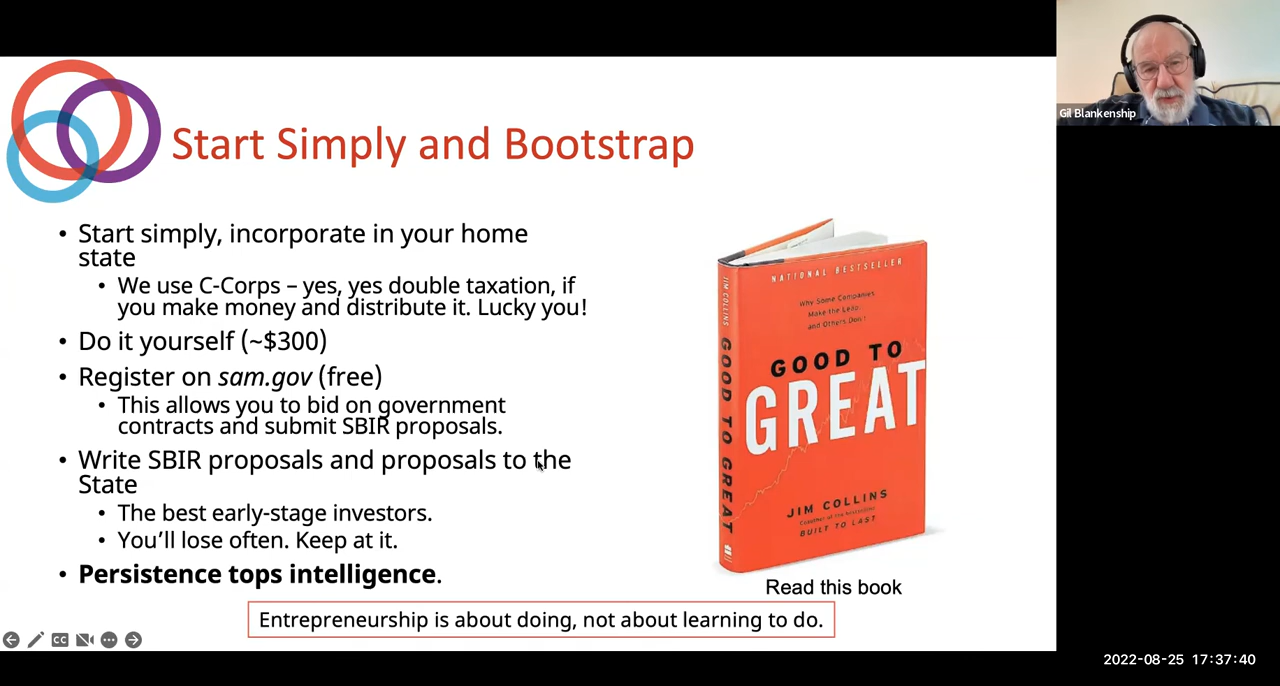 Start Simply and Bootstrap
• Start simply, incorporate in your home
state
• We use C-Corps – yes, yes double taxation, if
you make money and distribute it. Lucky you!
• Do it yourself (~$300)
• Register on sam.gov (free)
• This allows you to bid on government
contracts and submit SBIR proposals.
• Write SBIR proposals and proposals to the
State
• The best early-stage investors.
• You’ll lose often. Keep at it.
• Persistence tops intelligence.
NATIONAL BESTSELLER
Why Some Companies
Make the Leap
and Others Don't
GOOD TO
GREAT
JIM COLLINS
Coauthor of the bestselling
BUILT TO LAST
JIM COLLINS GOOD TO GREAT
Read this book
Entrepreneurship is about doing, not about learning to do.
CC
Gil Blankenship
2022-08-25 17:37:40